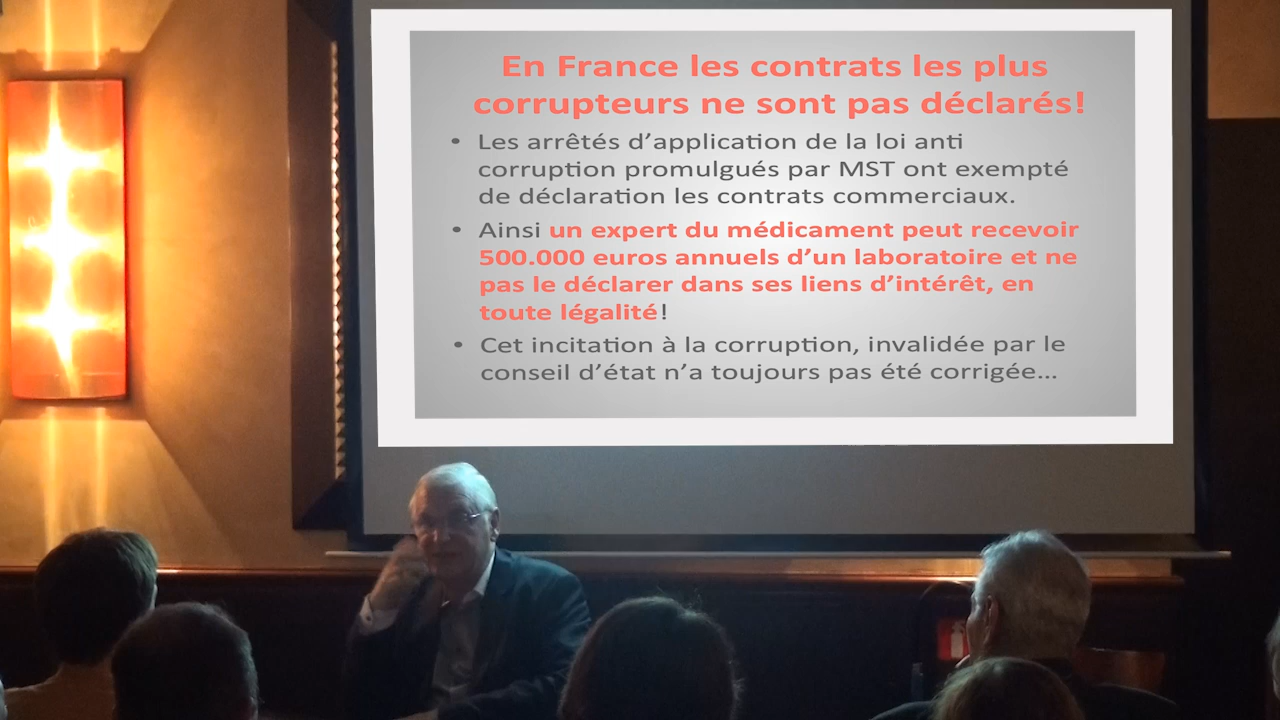 En France les contrats les plus
corrupteurs ne sont pas déclarés!
• Les arrêtés d’application de la loi anti
corruption promulgués par MST ont exempté
de déclaration les contrats commerciaux.
• Ainsi un expert du médicament peut recevoir
500.000 euros annuels d’un laboratoire et ne
pas le déclarer dans ses liens d’intérêt, en
toute légalité!
• Cet incitation à la corruption, invalidée par le
conseil d’état n’a toujours pas été corrigée...